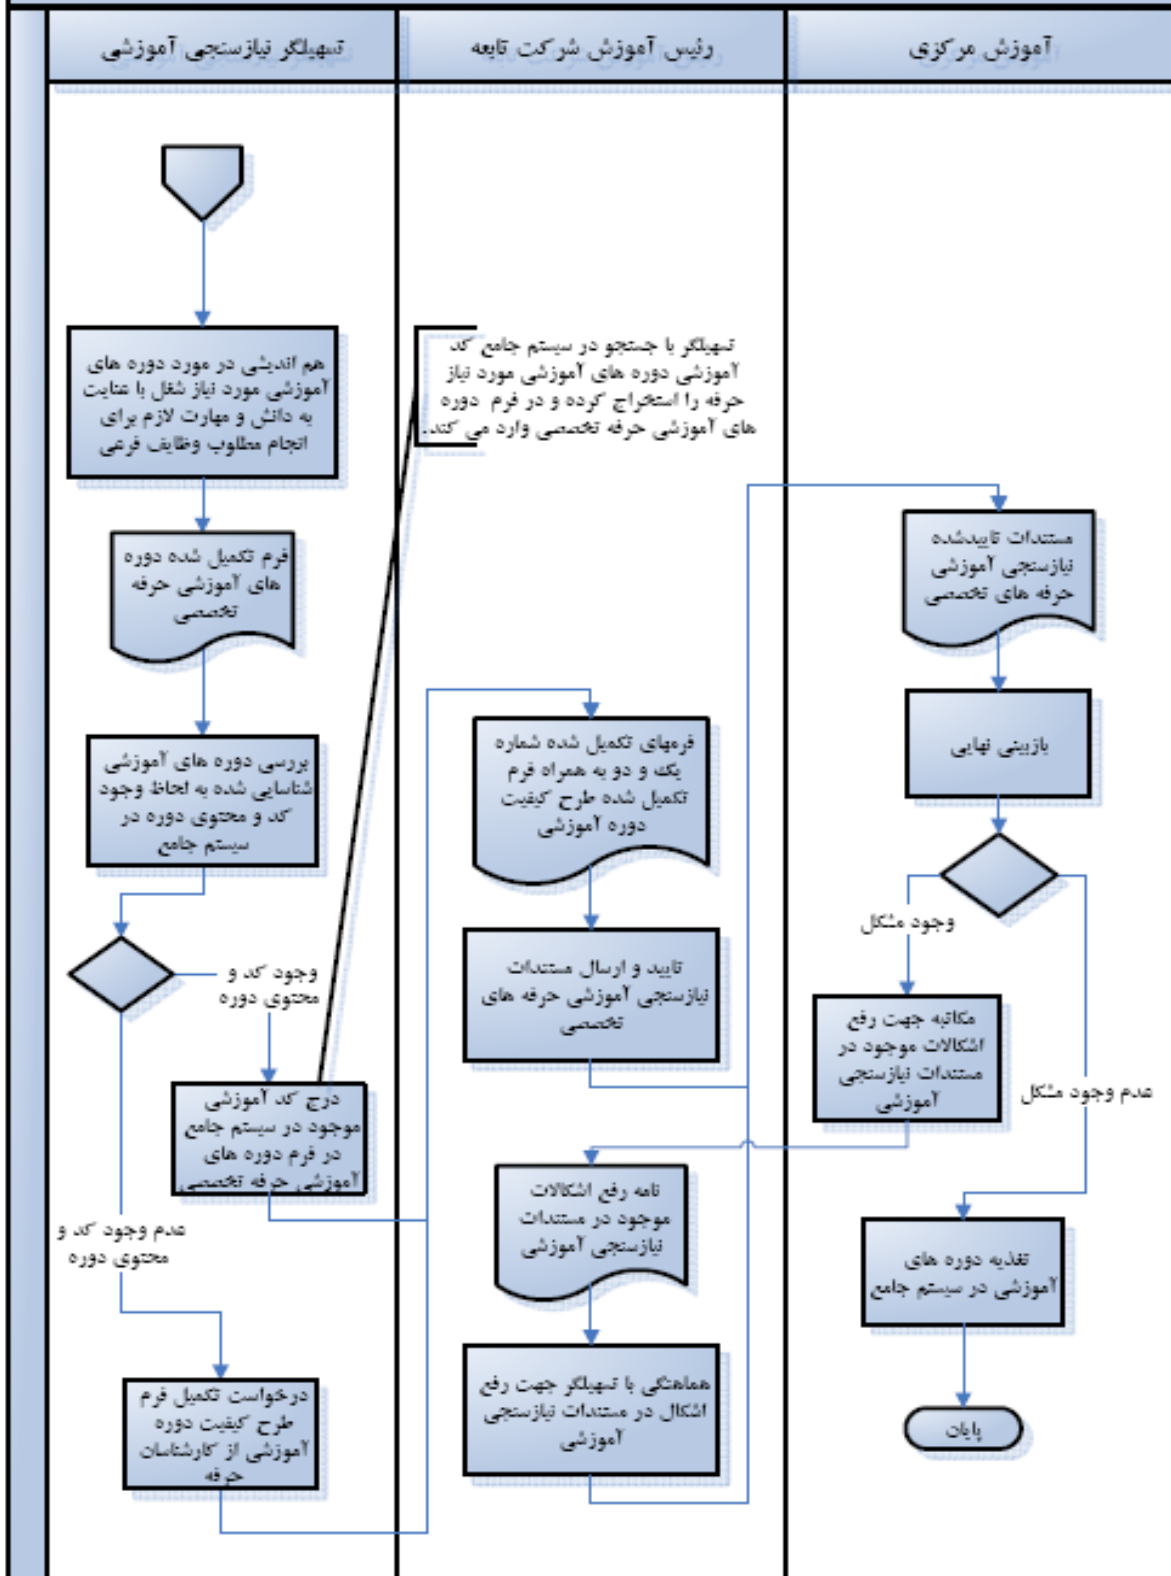 آموزش مرکزی
رئیس آموزش شرکت تابعه
تسهیلگر نیازسنجی آموزشی
هم اندیشی در مورد دوره های
آموزشی مورد نیاز شغل با عنایت
به دانش و مهارت لازم برای
انجام مطلوب وظایف فرعی
فرم تکمیل شده دوره
های آموزشی حرفه
تخصصی
بررسی دوره های آموزشی
شناسایی شده به لحاظ وجود
کد و محتوی دوره در
سیستم جامع
وجود کد و
محتوی دوره
درج کد آموزشی
موجود در سیستم جامع
در فرم دوره های
آموزشی حرفه تخصصی
عدم وجود کد و
محتوی دوره
درخواست تکمیل فرم
طرح کیفیت دوره
آموزشی از کارشناسان
حرفه
تسهیلگر با جستجو در سیستم جامع کد
آموزشی دوره های آموزشی مورد نیاز
حرفه را استخراج کرده و در فرم دوره
های آموزشی حرفه تخصصی وارد می کند.
فرمهای تکمیل شده شماره
یک و دو به همراه فرم
تکمیل شده طرح کیفیت
دوره آموزشی
تایید و ارسال مستندات
نیازسنجی آموزشی حرفه های
تخصصی
نامه رفع اشکالات
موجود در مستندات
نیازسنجی آموزشی
هماهنگی با تسهیلگر جهت رفع
اشکال در مستندات نیازسنجی
آموزشی
مستندات تاییدشده
نیازسنجی آموزشی
حرفه های تخصصی
بازبینی نهایی
وجود مشکل
مکاتبه جهت رفع
اشکالات موجود در
مستندات نیازسنجی
آموزشی
عدم وجود مشکل
تغذیه دوره های
آموزشی در سیستم جامع
پایان